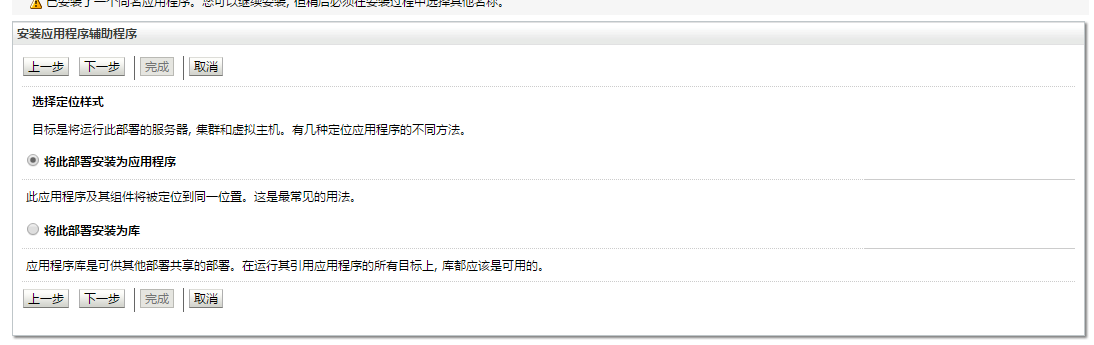 已安装了一个同名应用程序。您可以继续安装, 但稍后必须在安装过程中选择其他名称。
安装应用程序辅助程序
上一步 下一步 完成 取消
选择定位样式
目标是将运行此部署的服务器, 集群和虚拟主机。有几种定位应用程序的不同方法。
将此部署安装为应用程序
此应用程序及其组件将被定位到同一位置。这是最常见的用法。
将此部署安装为库
应用程序库是可供其他部署共享的部署。在运行其引用应用程序的所有目标上, 库都应该是可用的。
上一步 下一步 完成 取消